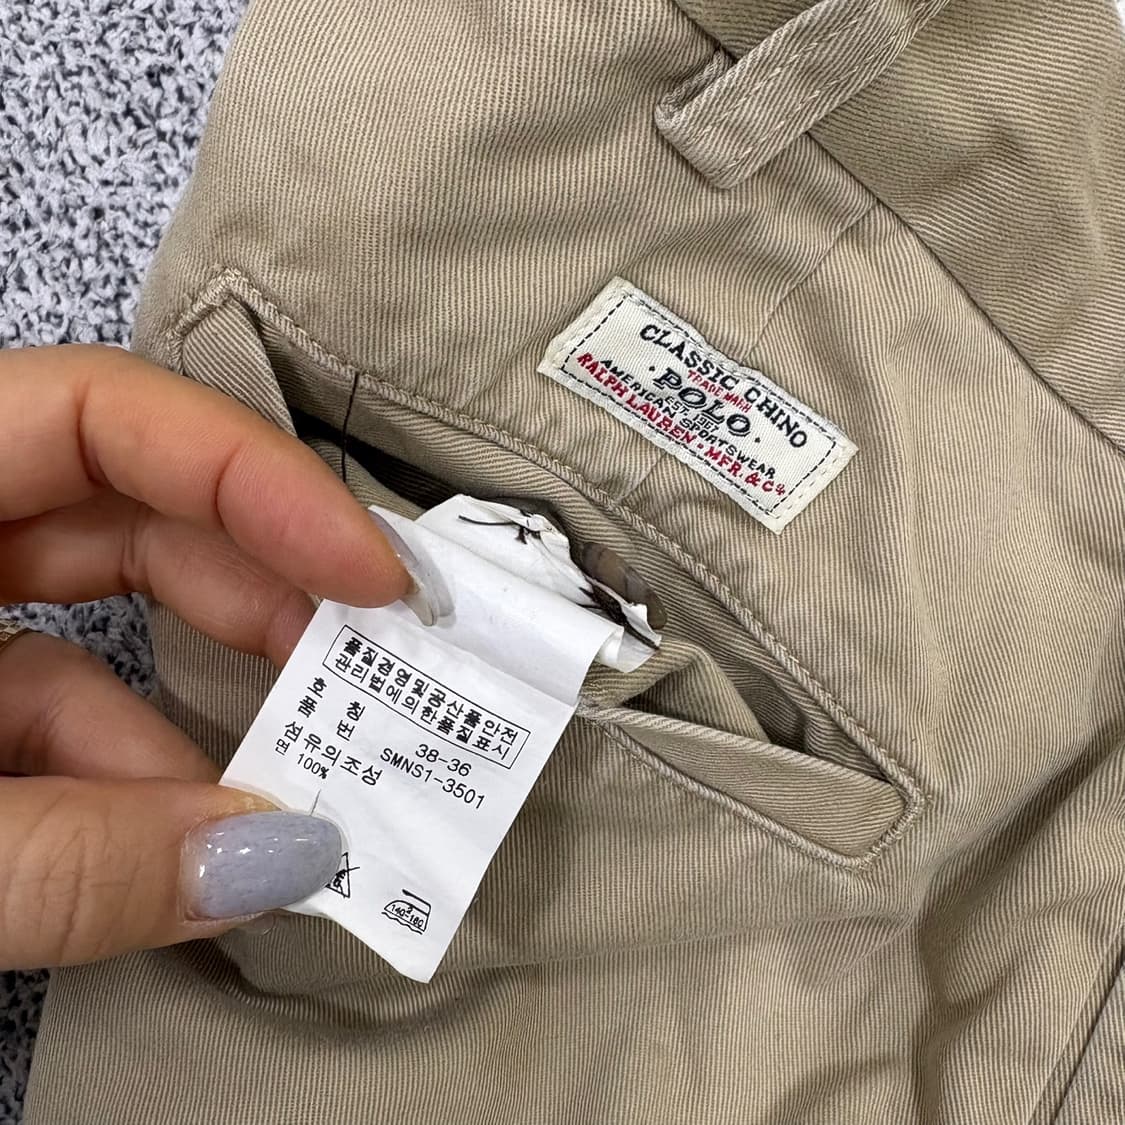 CLASSIC CHINO
TRADE MARK
·POLO·
EST. 1967
AMERICAN SPORTSWEAR
RALPH LAUREN·MFR. & Co
품질경영및공산품안전
관리법에의한품질표시
호 칭 38-36
품 번 SMNS1-3501
섬유의조성
면 100%
140-160